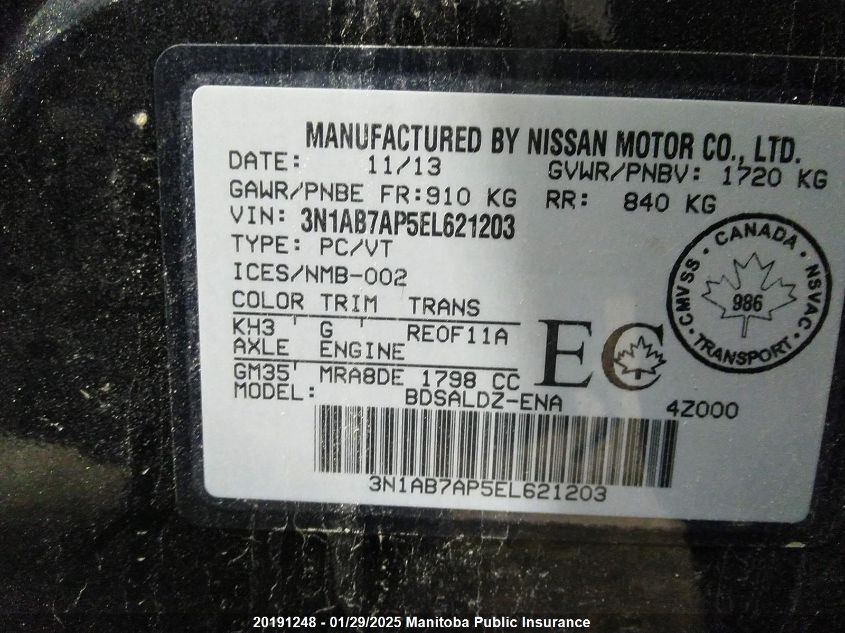 MANUFACTURED BY NISSAN MOTOR CO., LTD.
DATE: 11/13 GVWR/PNBV: 1720 KG
GAWR/PNBE FR:910 KG RR: 840 KG
VIN: 3N1AB7AP5EL621203
TYPE: PC/VT
ICES/NMB-002
COLOR TRIM TRANS
KH3 ' G ' RE0F11A
AXLE ENGINE
GM35' MRA8DE 1798 CC
MODEL: BDSALDZ-ENA 4Z000
EC
CANADA
CMVSS • NSVAC
986
• TRANSPORT •
3N1AB7AP5EL621203
20191248 - 01/29/2025 Manitoba Public Insurance